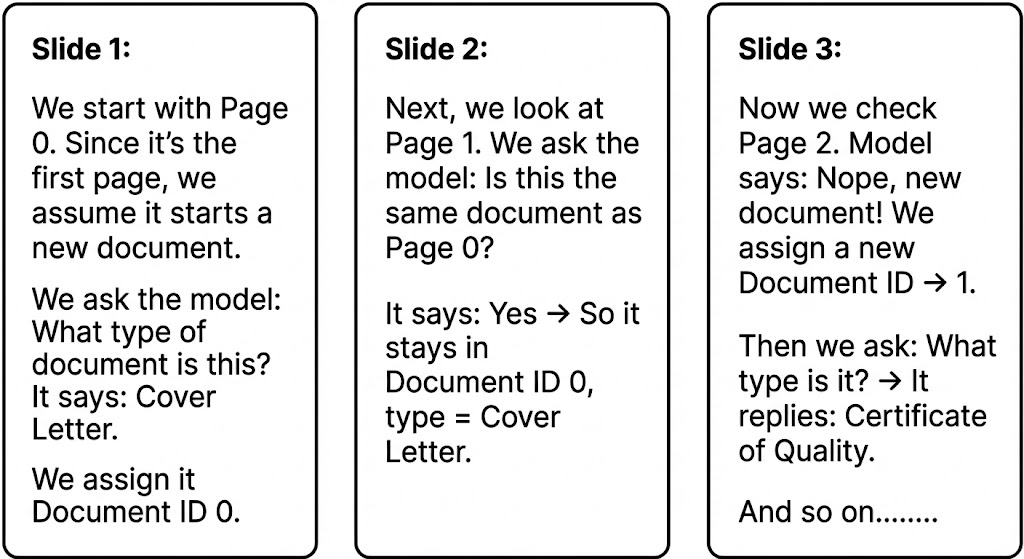 Slide 1:
We start with Page
0. Since it’s the
first page, we
assume it starts a
new document.
We ask the model:
What type of
document is this?
It says: Cover
Letter.
We assign it
Document ID 0.
Slide 2:
Next, we look at
Page 1. We ask the
model: Is this the
same document as
Page 0?
It says: Yes → So it
stays in
Document ID 0,
type = Cover
Letter.
Slide 3:
Now we check
Page 2. Model
says: Nope, new
document! We
assign a new
Document ID → 1.
Then we ask: What
type is it? → It
replies: Certificate
of Quality.
And so on........